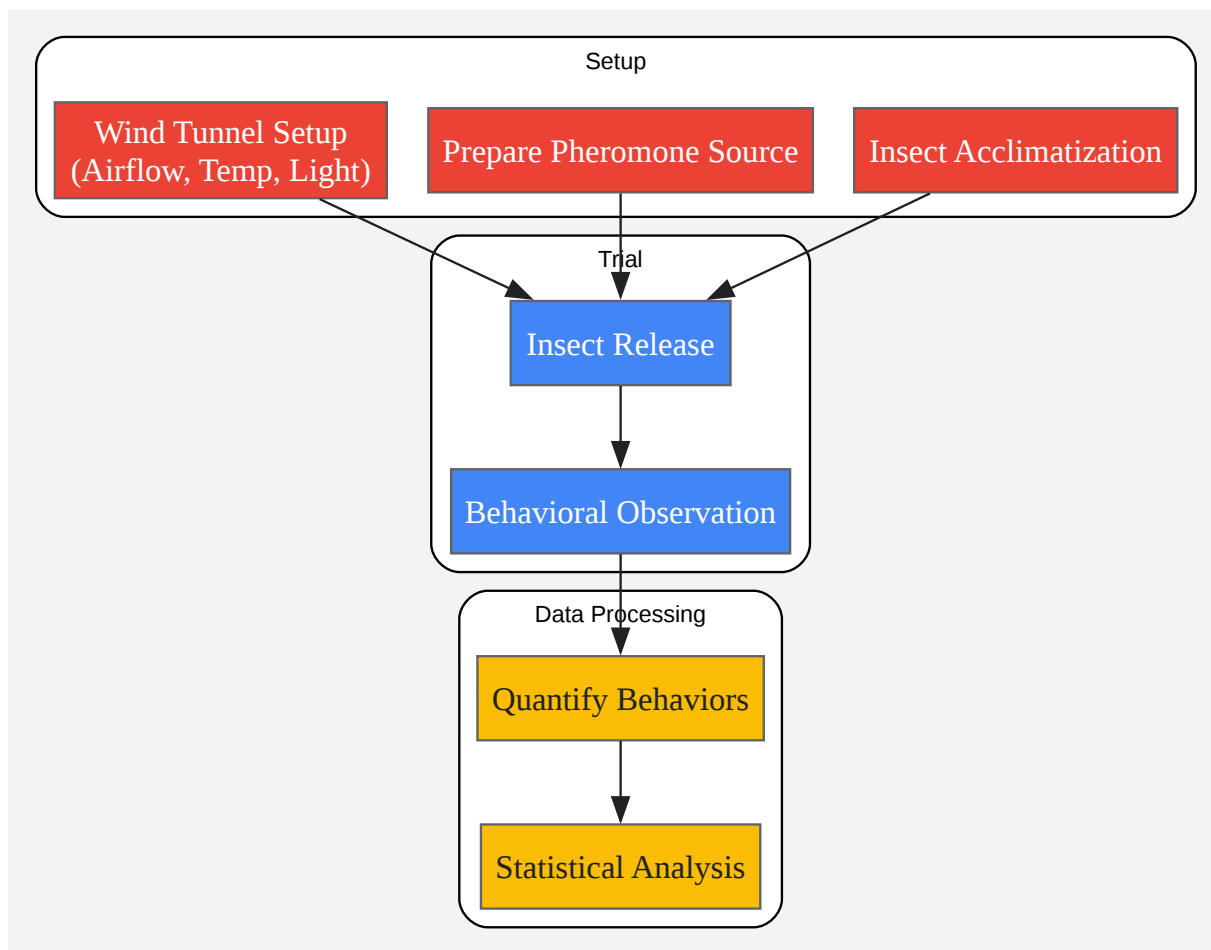 Setup
Wind Tunnel Setup
(Airflow, Temp, Light)
Prepare Pheromone Source
Insect Acclimatization
Trial
Insect Release
Behavioral Observation
Data Processing
Quantify Behaviors
Statistical Analysis